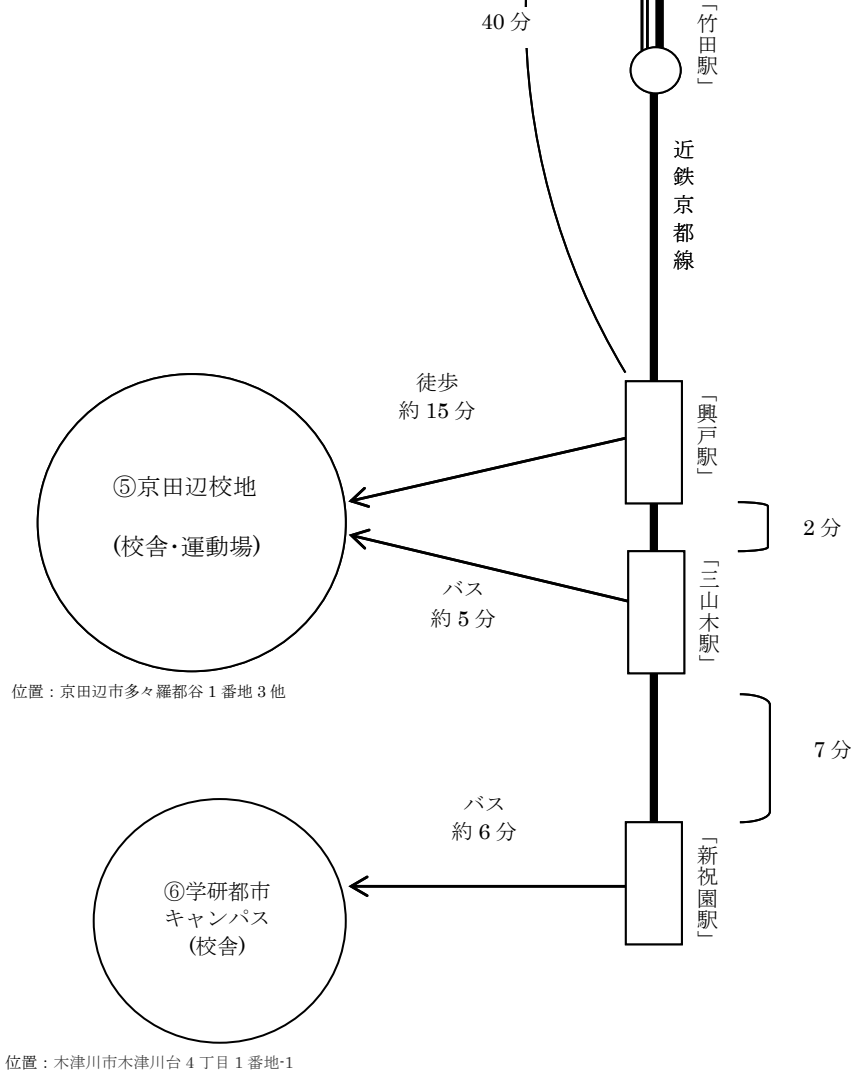 40 分
「竹田駅」
近鉄京都線
徒歩
約 15 分
「興戸駅」
⑤京田辺校地
(校舎・運動場)
2 分
バス
約 5 分
「三山木駅」
位置：京田辺市多々羅都谷 1 番地 3 他
7 分
バス
約 6 分
「新祝園駅」
⑥学研都市
キャンパス
(校舎)
位置：木津川市木津川台 4 丁目 1 番地-1